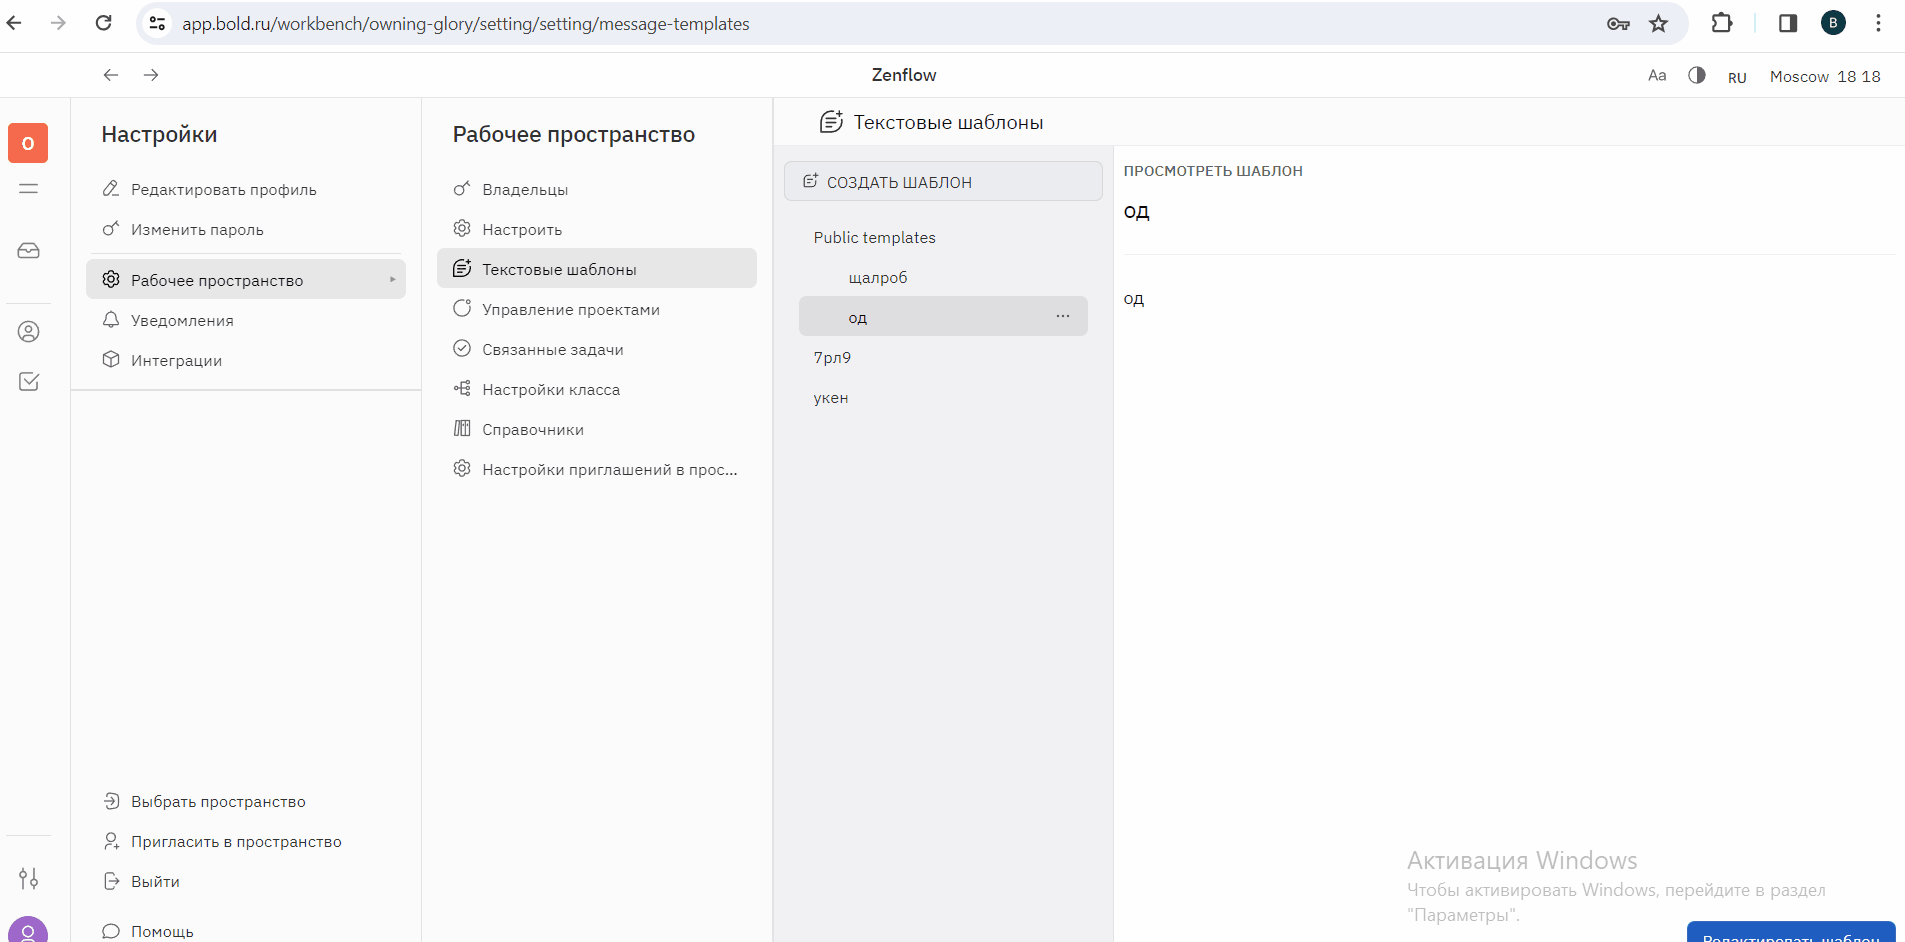 app.bold.ru/workbench/owning-glory/setting/setting/message-templates
B
Zenflow
Aa
RU
Moscow 18 18
O
Настройки
Редактировать профиль
Изменить пароль
Рабочее пространство
Уведомления
Интеграции
Выбрать пространство
Пригласить в пространство
Выйти
Помощь
Рабочее пространство
Владельцы
Настроить
Текстовые шаблоны
Управление проектами
Связанные задачи
Настройки класса
Справочники
Настройки приглашений в прос...
Текстовые шаблоны
СОЗДАТЬ ШАБЛОН
Public templates
щалроб
од
7рл9
укен
ПРОСМОТРЕТЬ ШАБЛОН
од
од
Активация Windows
Чтобы активировать Windows, перейдите в раздел
"Параметры".
Редактировать шаблон